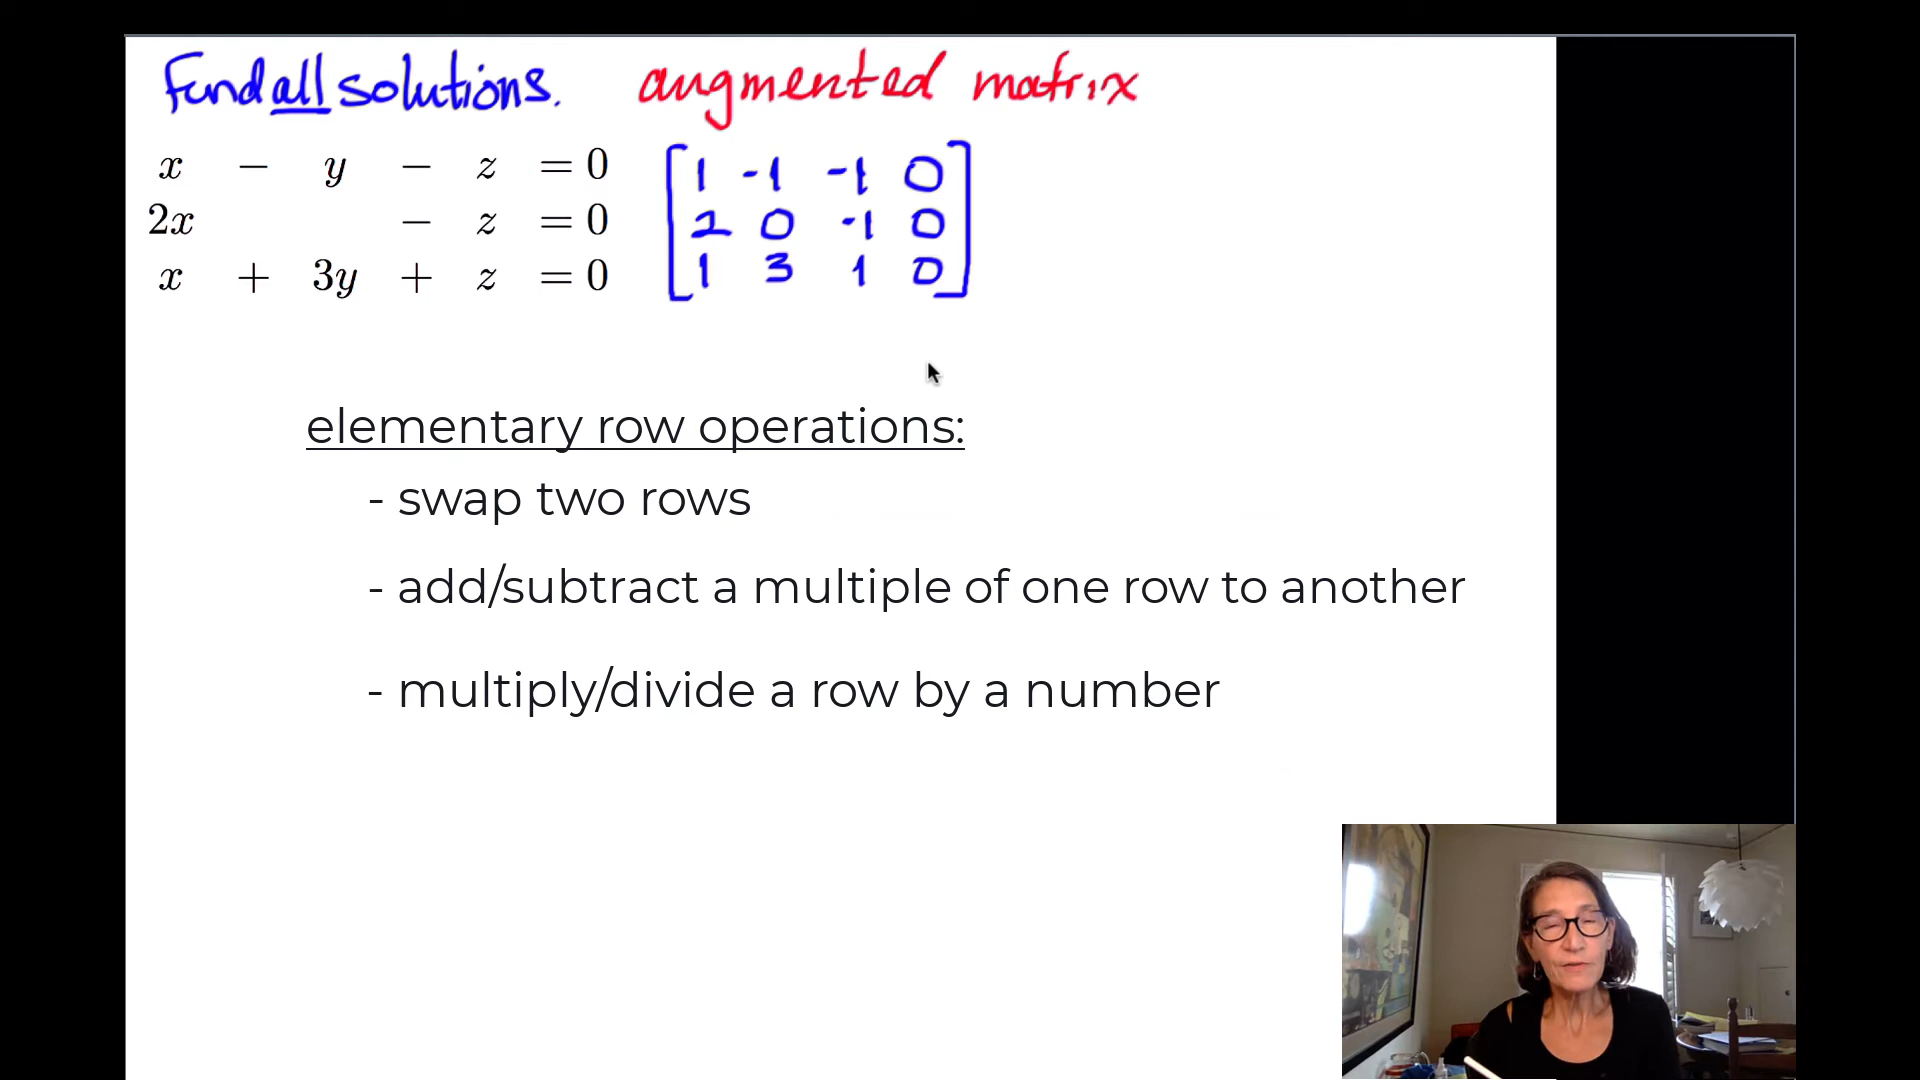 Find all solutions. augmented matrix
x - y - z = 0
2x - z = 0
x + 3y + z = 0
1 -1 -1 0
2 0 -1 0
1 3 1 0
elementary row operations:
- swap two rows
- add/subtract a multiple of one row to another
- multiply/divide a row by a number